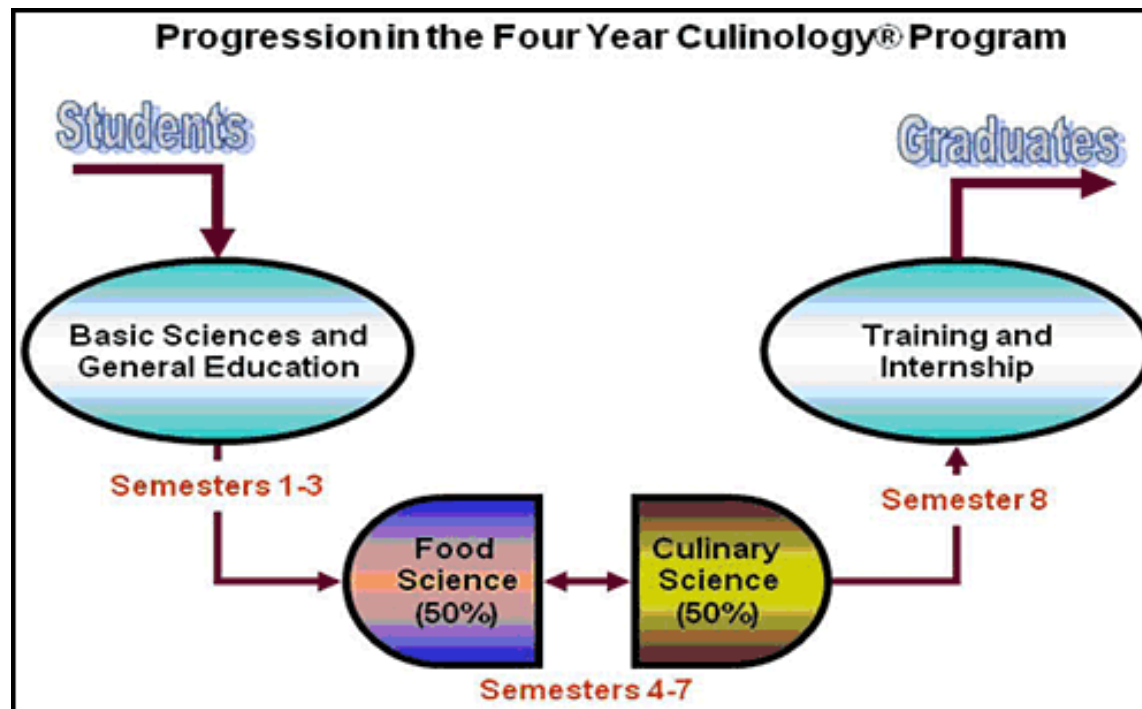 Progression in the Four Year Culinology® Program
Students
Graduates
Basic Sciences and
General Education
Training and
Internship
Semesters 1-3
Semester 8
Food
Science
(50%)
Culinary
Science
(50%)
Semesters 4-7